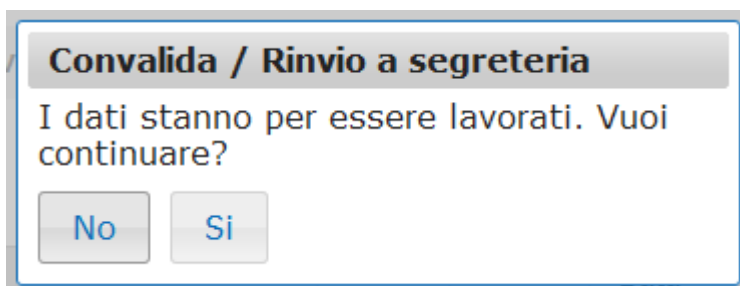 Convalida / Rinvio a segreteria
I dati stanno per essere lavorati. Vuoi
continuare?
No Si